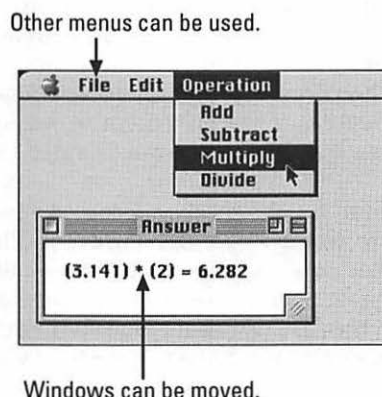 Other menus can be used.
File Edit Operation
Add
Subtract
Multiply
Divide
Answer
(3.141) * (2) = 6.282
Windows can be moved.